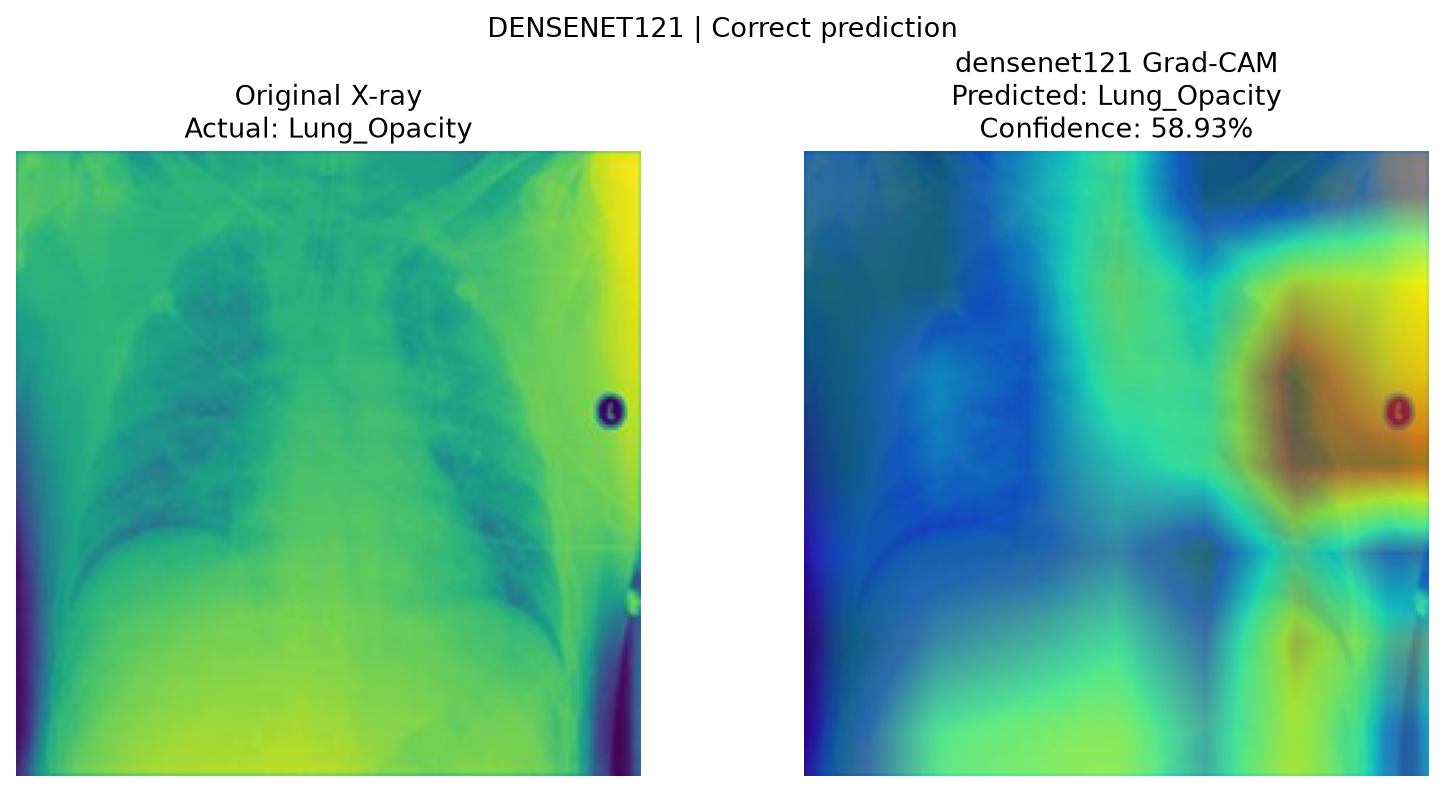 DENSENET121 | Correct prediction
Original X-ray
Actual: Lung_Opacity
densenet121 Grad-CAM
Predicted: Lung_Opacity
Confidence: 58.93%